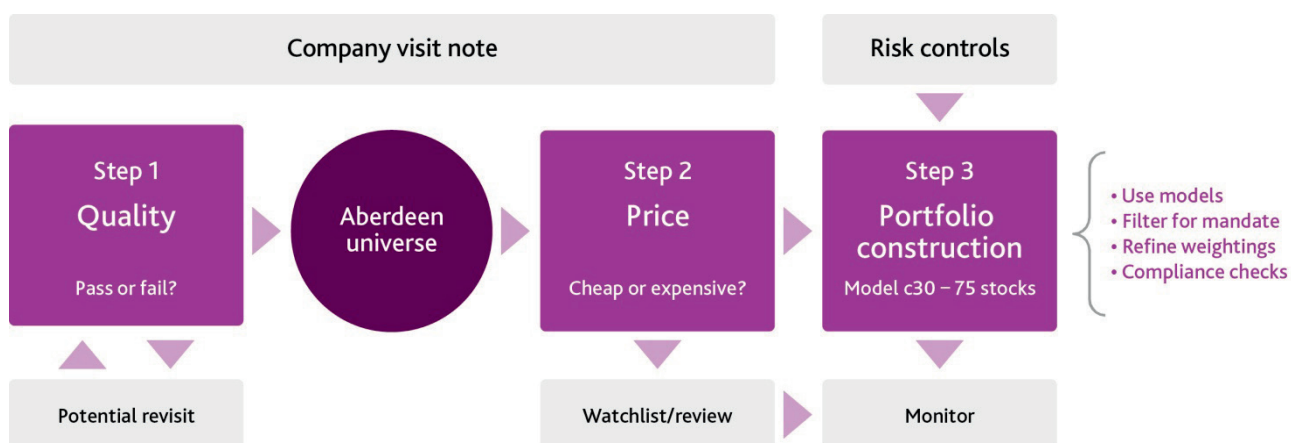 Company visit note
Risk controls
Step 1
Quality
Pass or fail?
Aberdeen
universe
Step 2
Price
Cheap or expensive?
Step 3
Portfolio
construction
Model c30 – 75 stocks
• Use models
• Filter for mandate
• Refine weightings
• Compliance checks
Potential revisit
Watchlist/review
Monitor